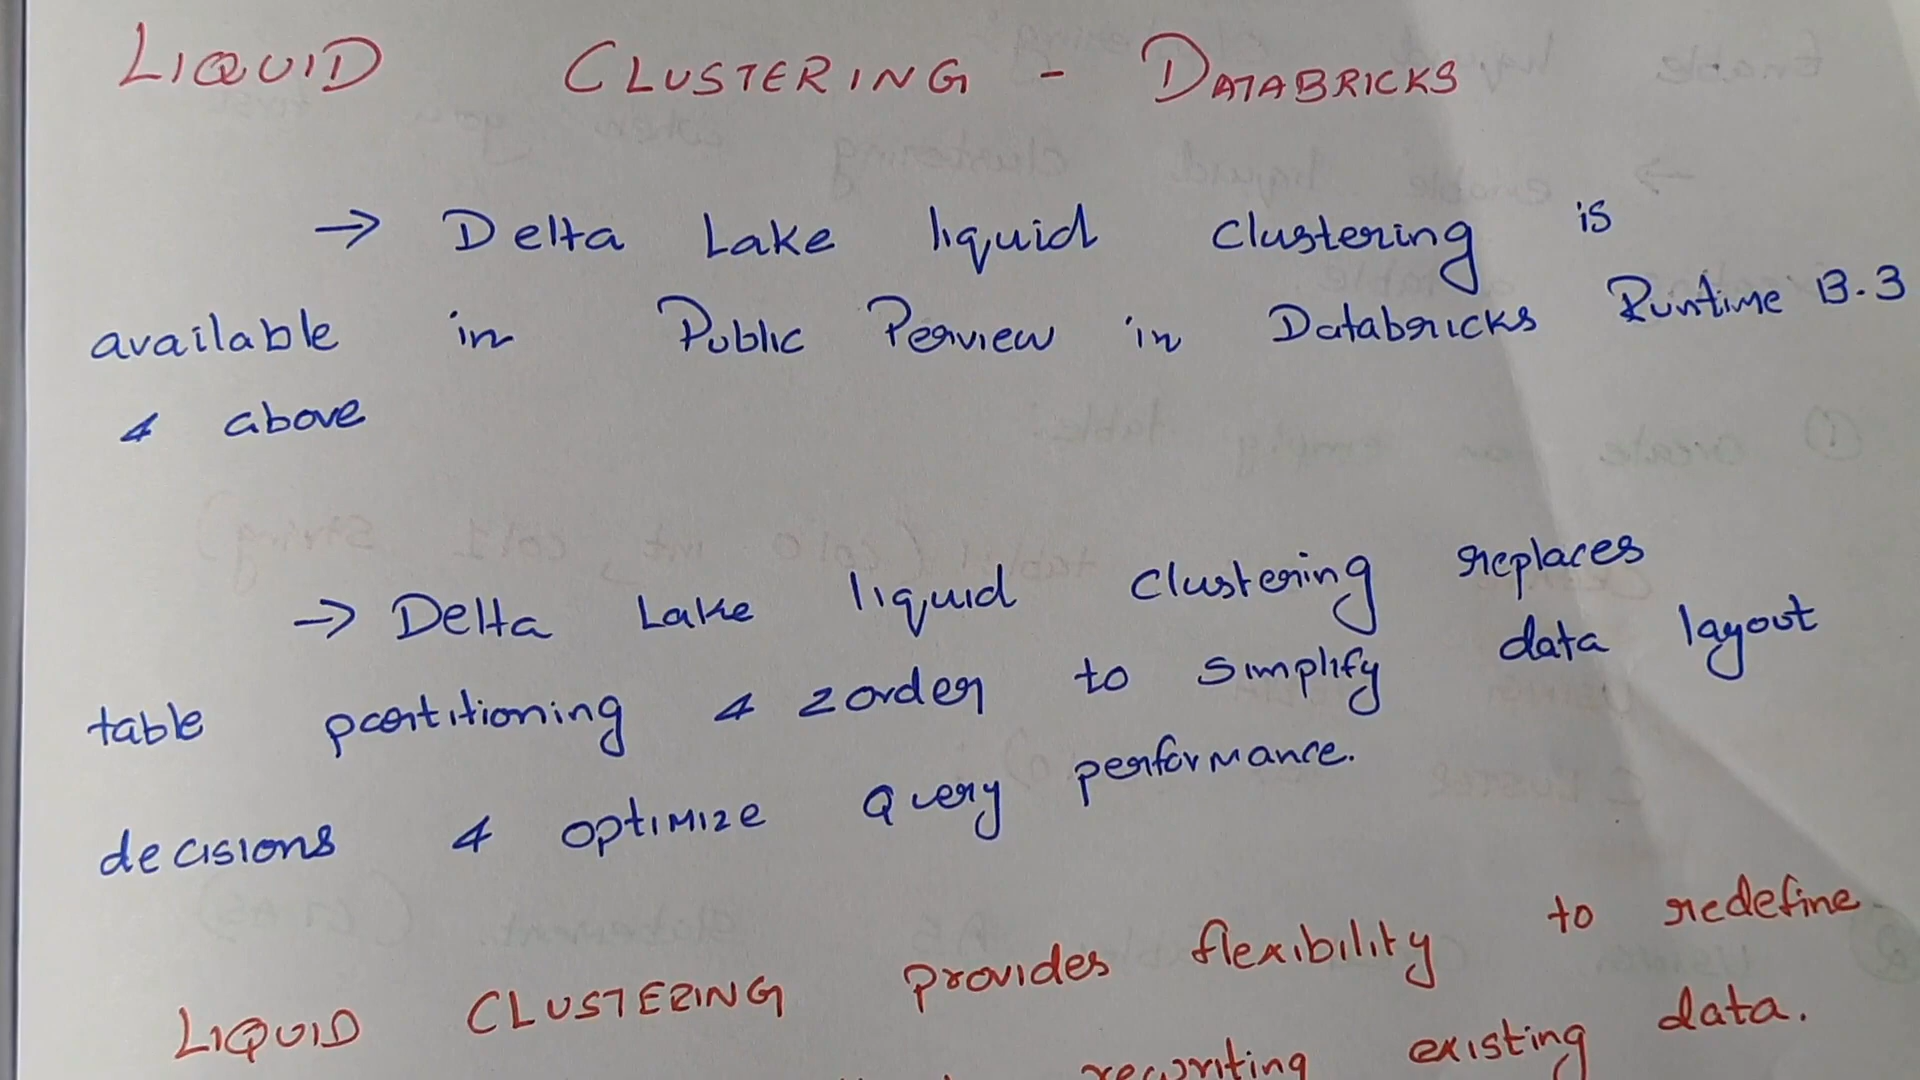 LIQUID CLUSTERING - DATABRICKS
→ Delta Lake liquid clustering is
available in Public Perview in Databricks Runtime 13.3
& above
→ Delta Lake liquid clustering replaces
table partitioning & zorder to simplify data layout
decisions & optimize query performance.
LIQUID CLUSTERING provides flexibility to redefine
rewriting existing data.